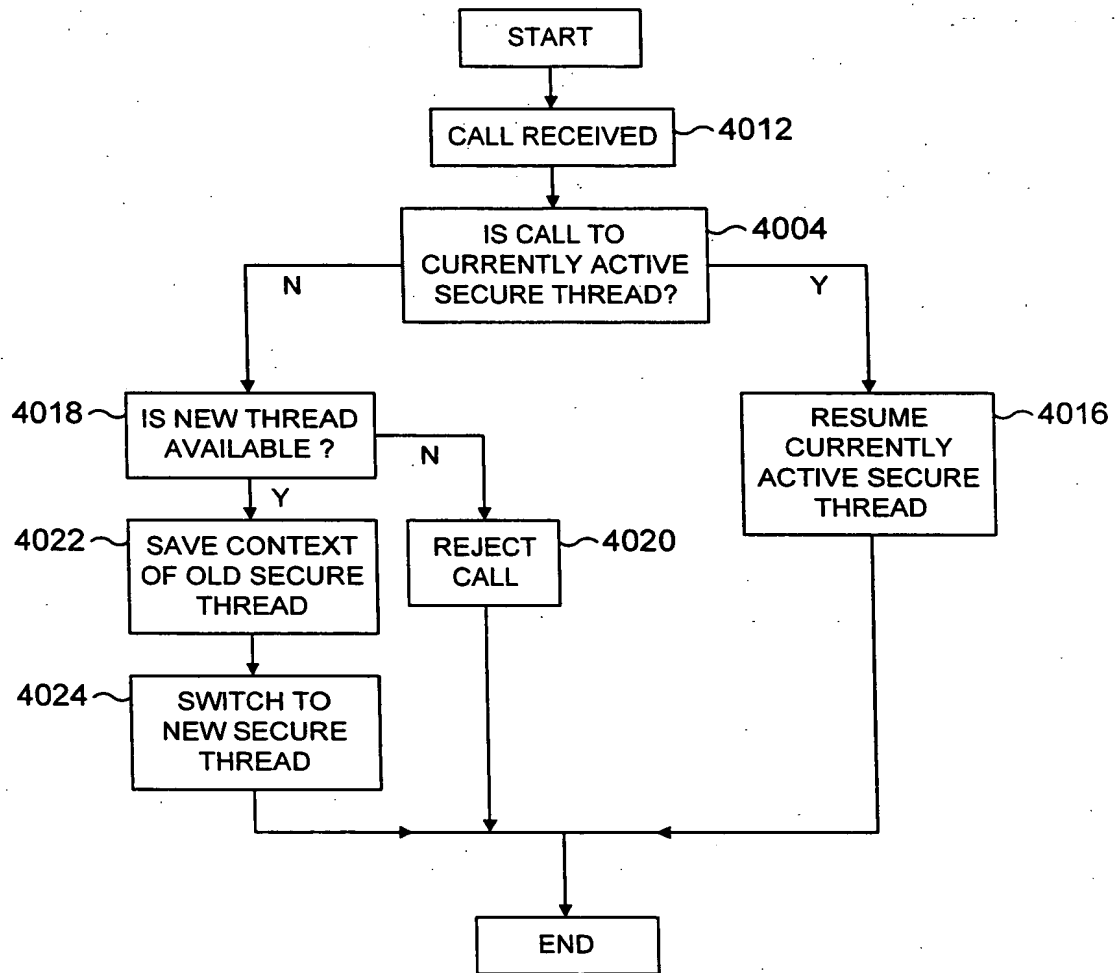 START
CALL RECEIVED
4012
IS CALL TO
CURRENTLY ACTIVE
SECURE THREAD?
4004
N
Y
4018
IS NEW THREAD
AVAILABLE ?
N
Y
RESUME
CURRENTLY
ACTIVE SECURE
THREAD
4016
4022
SAVE CONTEXT
OF OLD SECURE
THREAD
REJECT
CALL
4020
4024
SWITCH TO
NEW SECURE
THREAD
END